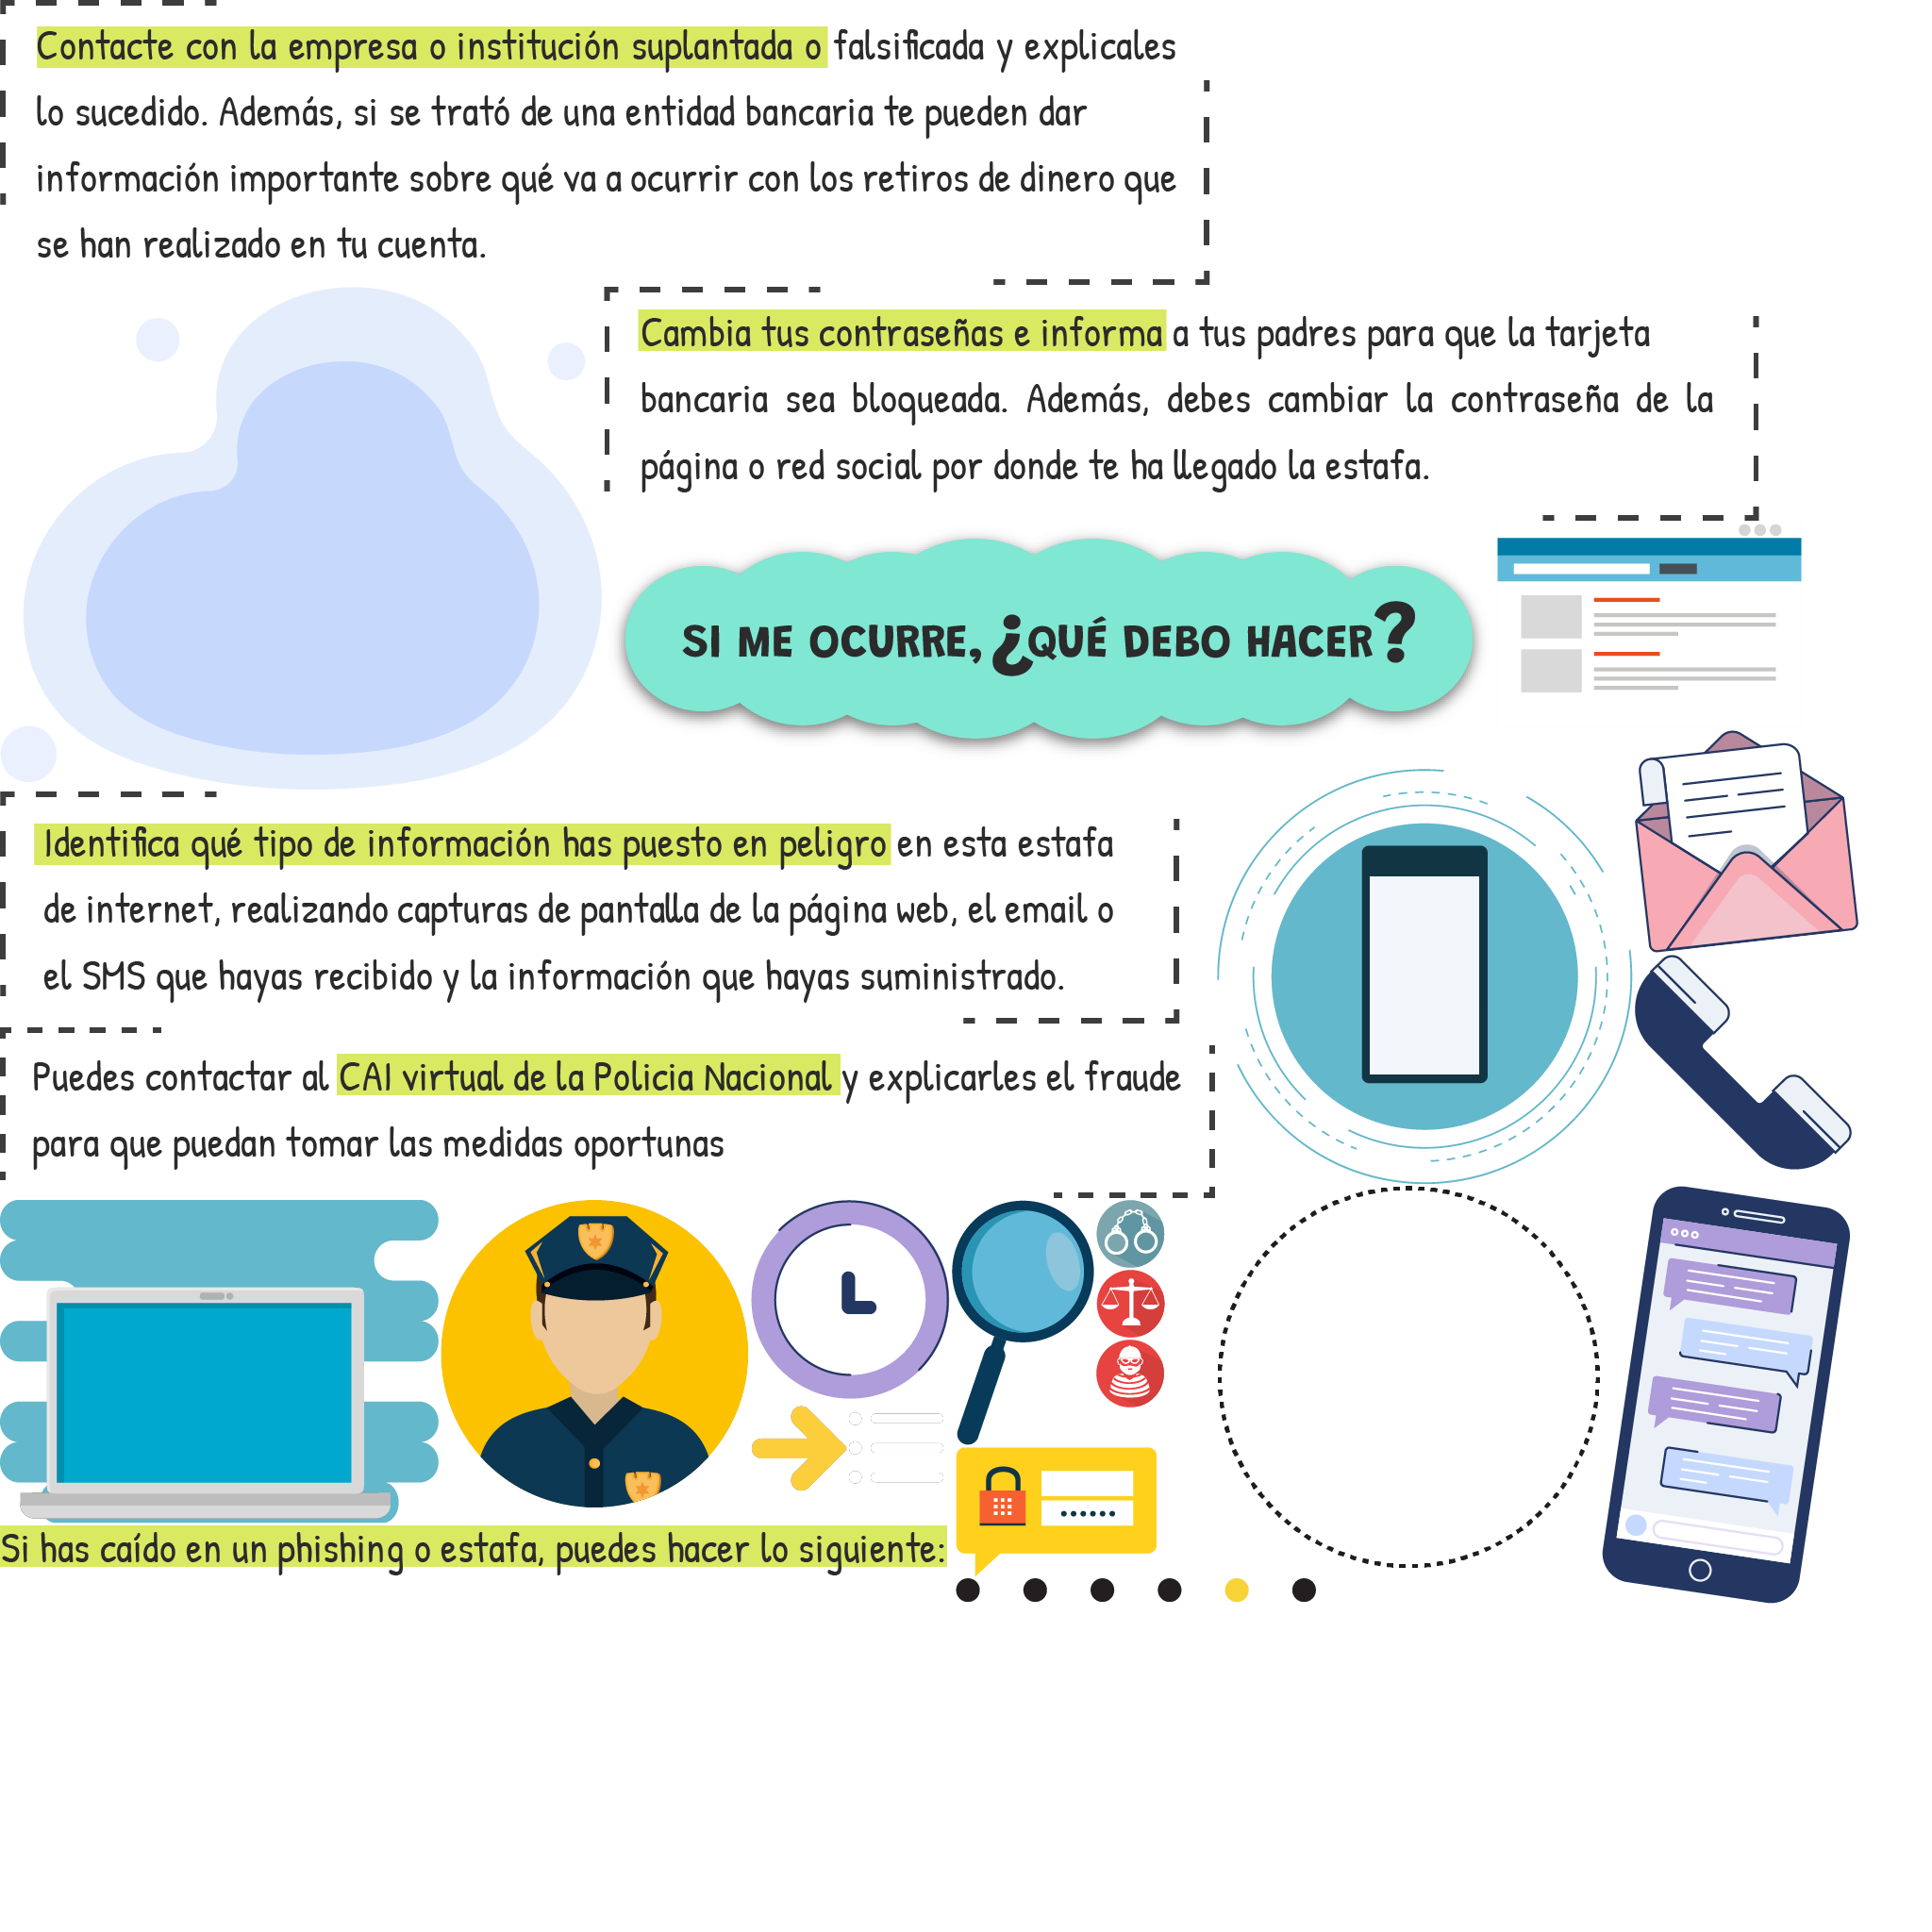 Contacte con la empresa o institución suplantada o falsificada y explicales
lo sucedido. Además, si se trató de una entidad bancaria te pueden dar
información importante sobre qué va a ocurrir con los retiros de dinero que
se han realizado en tu cuenta.
Cambia tus contraseñas e informa a tus padres para que la tarjeta
bancaria sea bloqueada. Además, debes cambiar la contraseña de la
página o red social por donde te ha llegado la estafa.
SI ME OCURRE, ¿QUÉ DEBO HACER?
Identifica qué tipo de información has puesto en peligro en esta estafa
de internet, realizando capturas de pantalla de la página web, el email o
el SMS que hayas recibido y la información que hayas suministrado.
Puedes contactar al CAI virtual de la Policia Nacional y explicarles el fraude
para que puedan tomar las medidas oportunas
Si has caído en un phishing o estafa, puedes hacer lo siguiente: